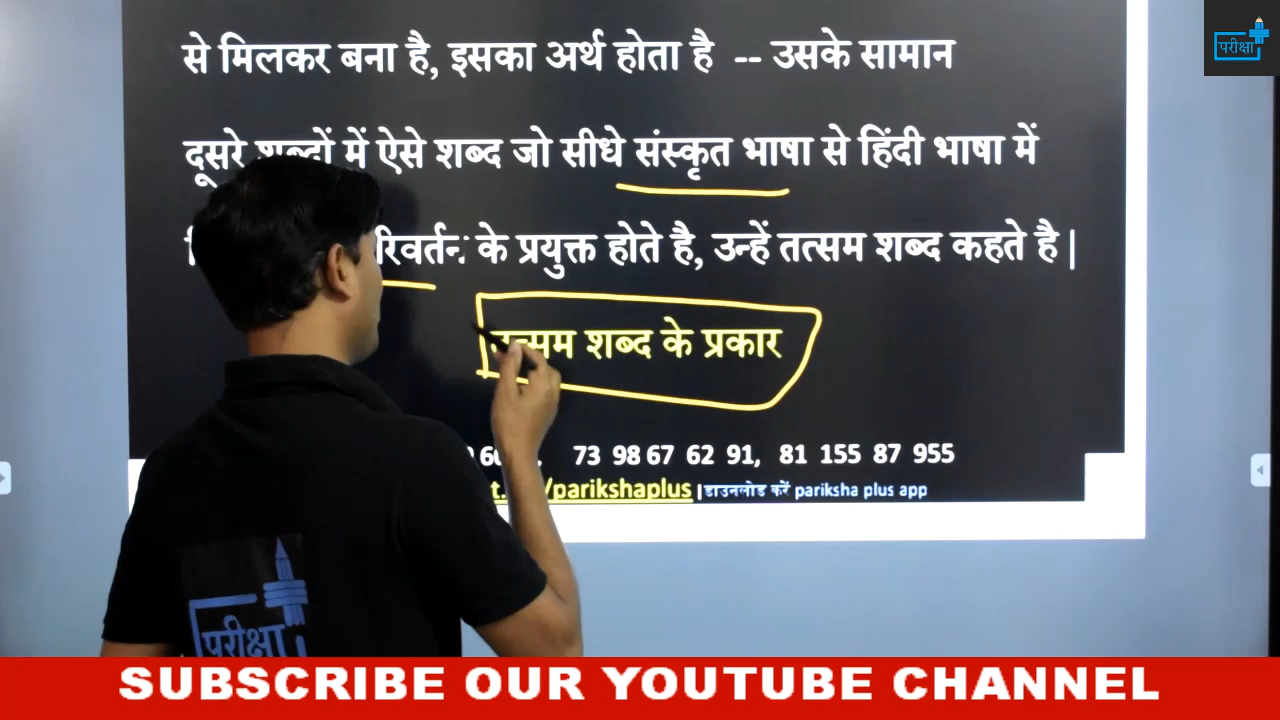 परीक्षा
से मिलकर बना है, इसका अर्थ होता है -- उसके सामान
दूसरे शब्दों में ऐसे शब्द जो सीधे संस्कृत भाषा से हिंदी भाषा में
के प्रयुक्त होते है, उन्हें तत्सम शब्द कहते है |
तत्सम शब्द के प्रकार
73 98 67 62 91, 81 155 87 955
/parikshaplus |डाउनलोड करें pariksha plus app
परीक्षा
SUBSCRIBE OUR YOUTUBE CHANNEL